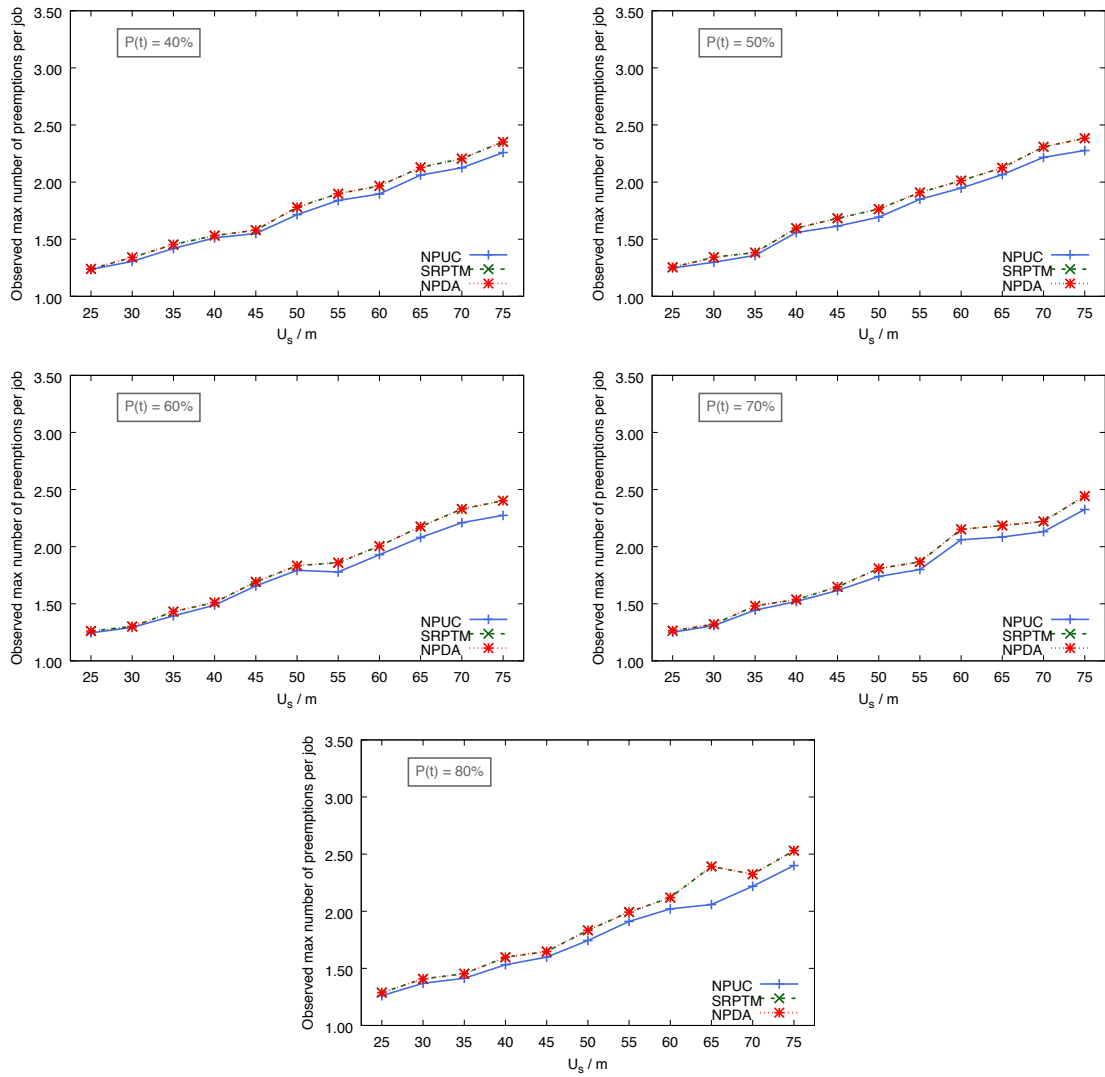 Observed max number of preemptions per job
3.50
3.00
2.50
2.00
1.50
1.00
P(t) = 40%
NPUC
SRPTM
NPDA
25 30 35 40 45 50 55 60 65 70 75
U_s / m
Observed max number of preemptions per job
3.50
3.00
2.50
2.00
1.50
1.00
P(t) = 50%
NPUC
SRPTM
NPDA
25 30 35 40 45 50 55 60 65 70 75
U_s / m
Observed max number of preemptions per job
3.50
3.00
2.50
2.00
1.50
1.00
P(t) = 60%
NPUC
SRPTM
NPDA
25 30 35 40 45 50 55 60 65 70 75
U_s / m
Observed max number of preemptions per job
3.50
3.00
2.50
2.00
1.50
1.00
P(t) = 70%
NPUC
SRPTM
NPDA
25 30 35 40 45 50 55 60 65 70 75
U_s / m
Observed max number of preemptions per job
3.50
3.00
2.50
2.00
1.50
1.00
P(t) = 80%
NPUC
SRPTM
NPDA
25 30 35 40 45 50 55 60 65 70 75
U_s / m